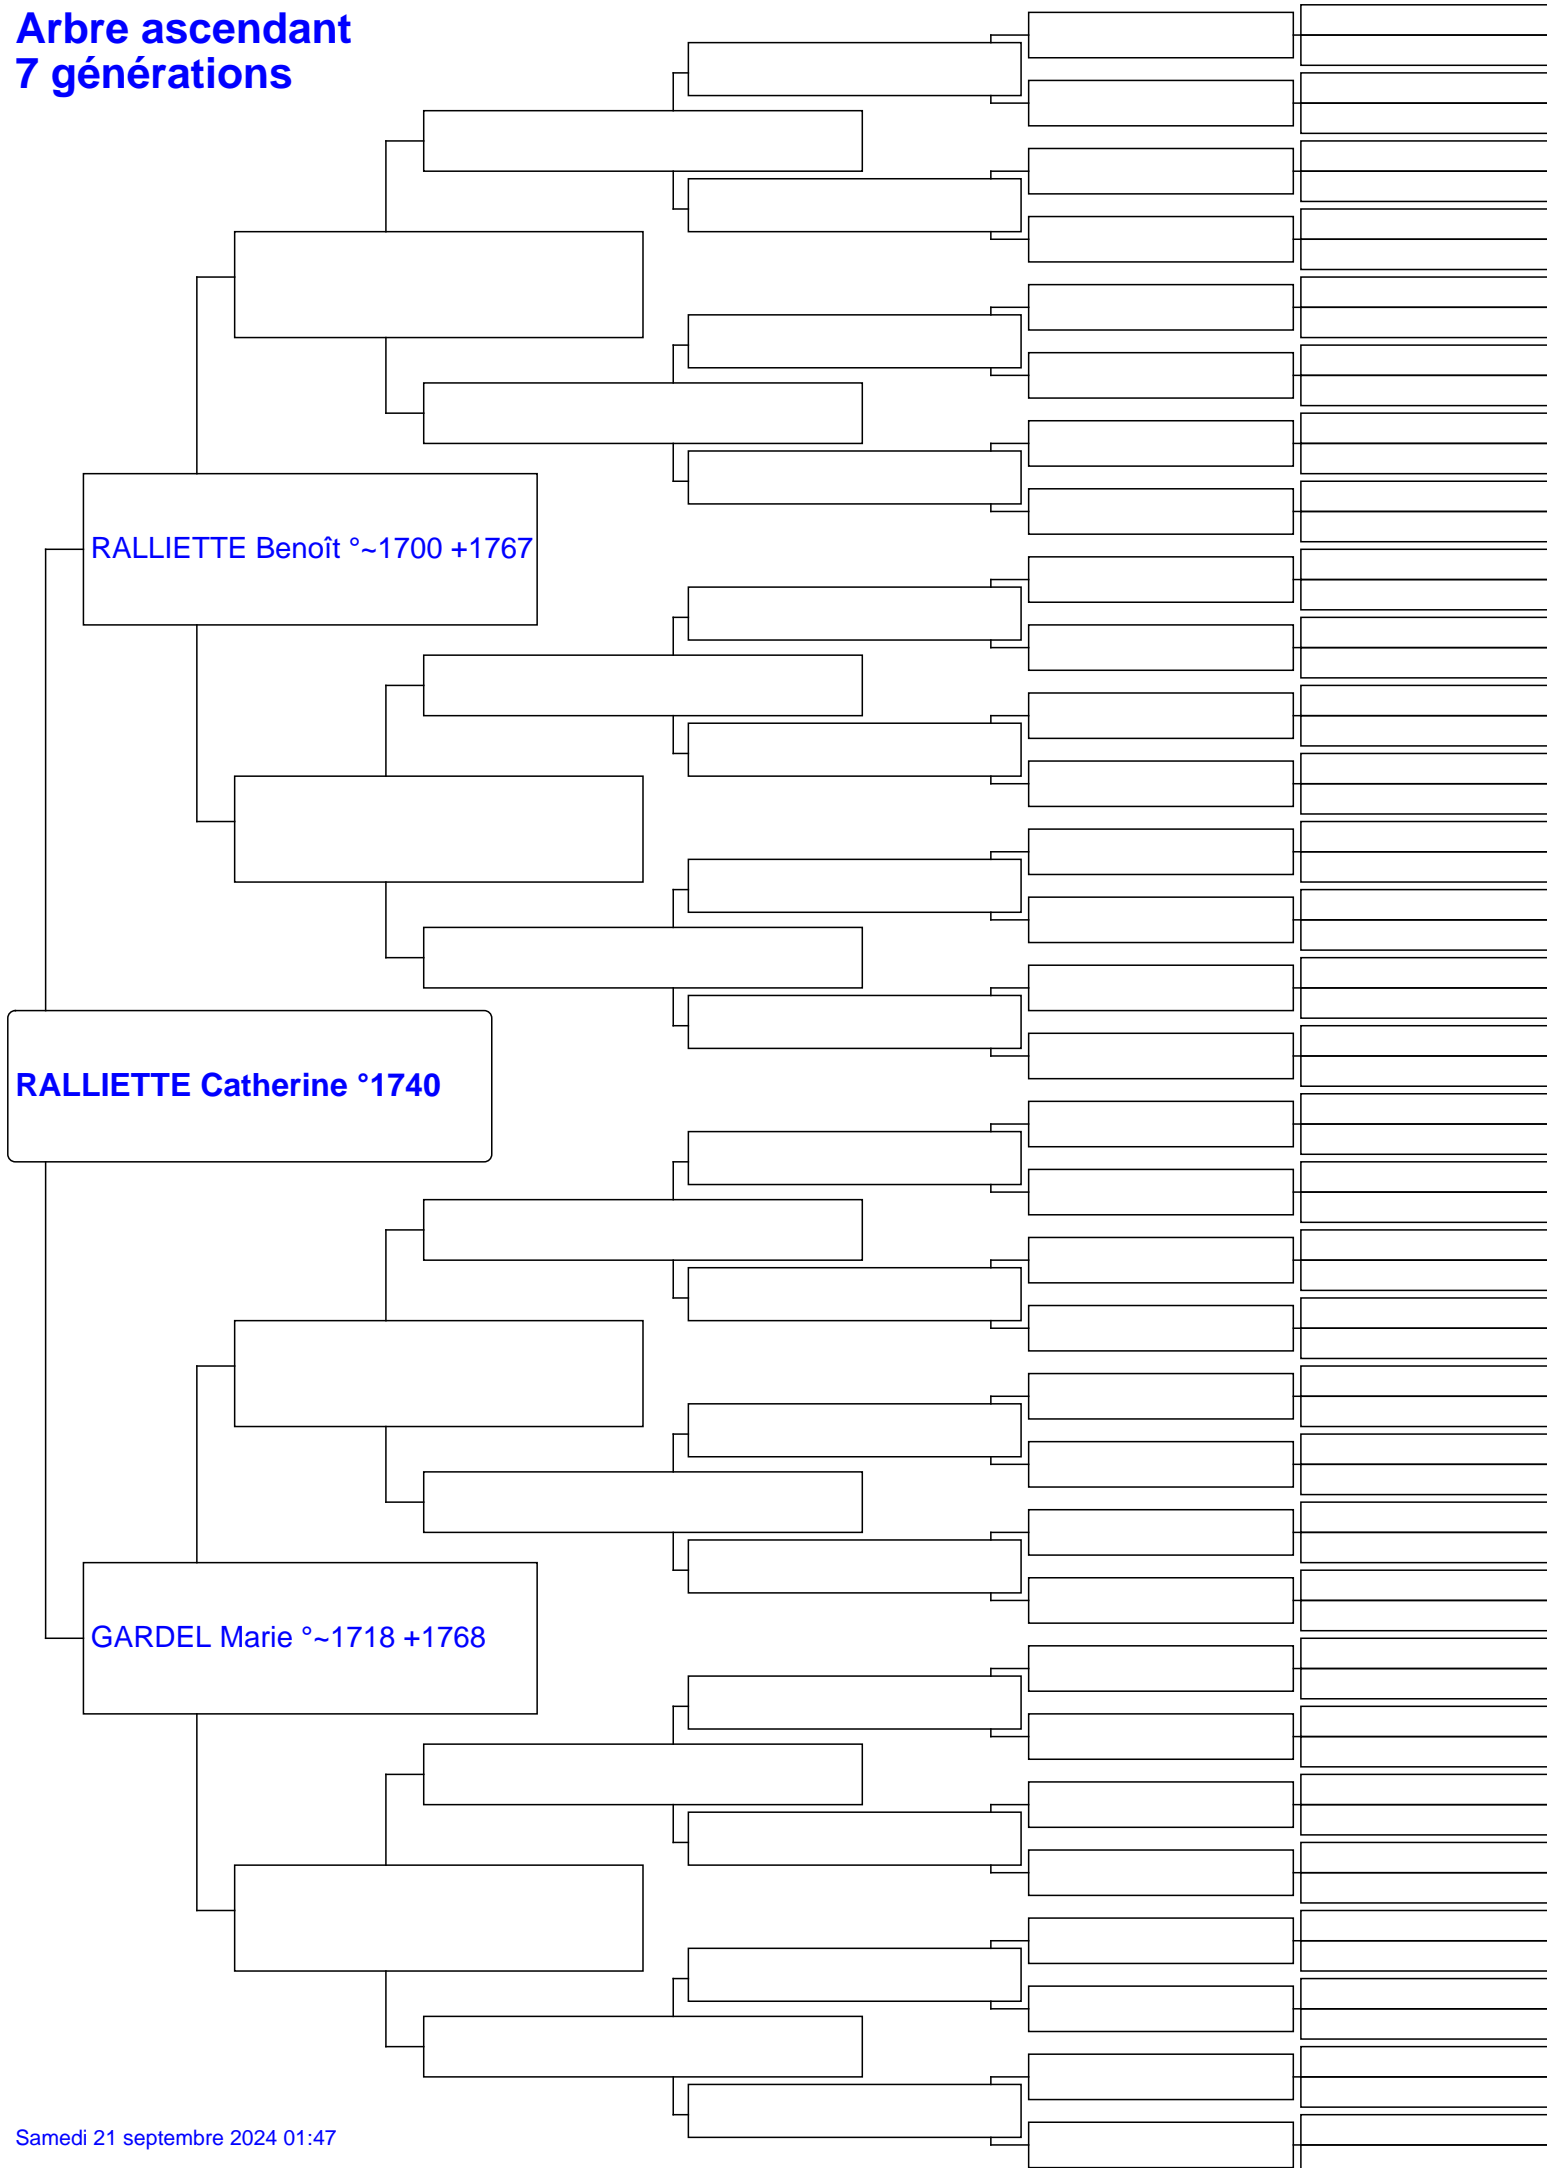 Arbre ascendant
7 générations
RALLIETTE Benoît °~1700 +1767
RALLIETTE Catherine °1740
GARDEL Marie °~1718 +1768
Samedi 21 septembre 2024 01:47